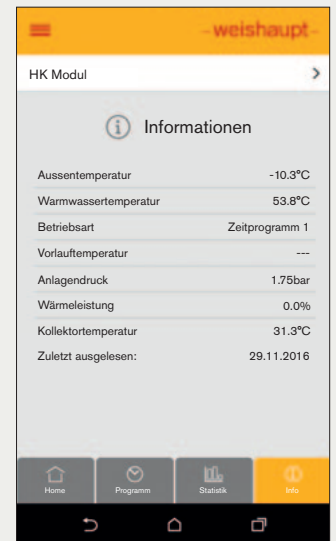 -weishaupt-
HK Modul
Informationen
Aussentemperatur -10.3°C
Warmwassertemperatur 53.8°C
Betriebsart Zeitprogramm 1
Vorlauftemperatur ---
Anlagendruck 1.75bar
Wärmeleistung 0.0%
Kollektortemperatur 31.3°C
Zuletzt ausgelesen: 29.11.2016
Home Programm Statistik Info